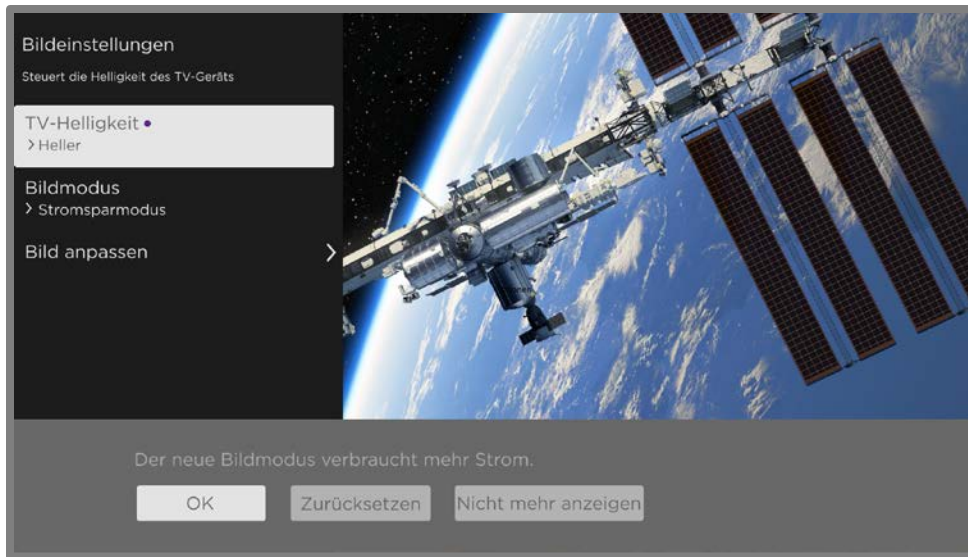 Bildeinstellungen
Steuert die Helligkeit des TV-Geräts
TV-Helligkeit
Heller
Bildmodus
Stromsparmodus
Bild anpassen
Der neue Bildmodus verbraucht mehr Strom.
OK
Zurücksetzen
Nicht mehr anzeigen